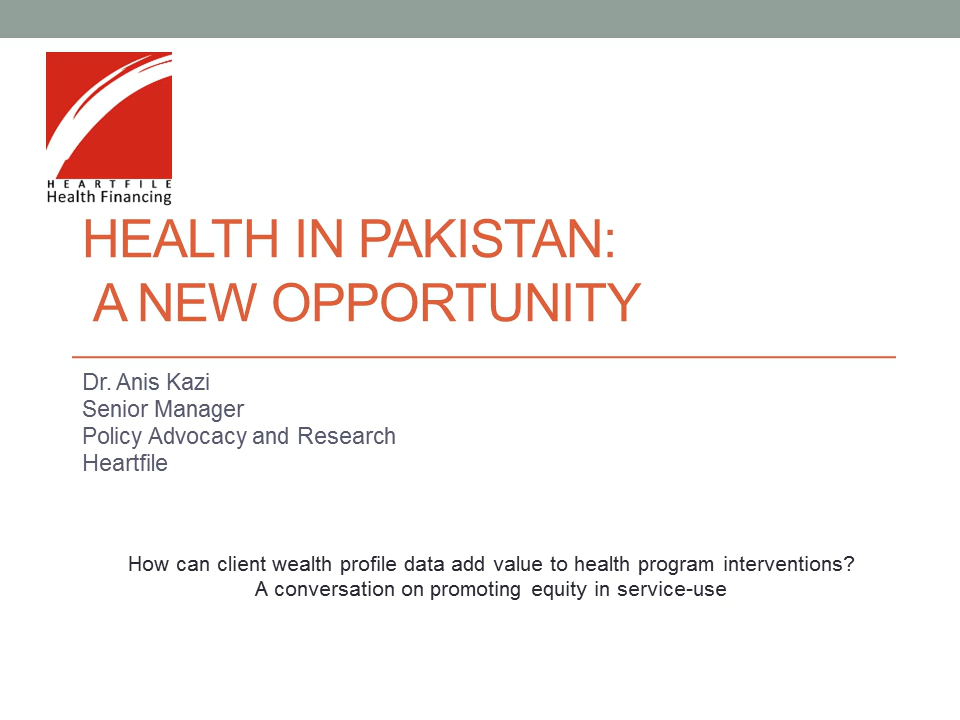 HEARTFILE
Health Financing
HEALTH IN PAKISTAN:
A NEW OPPORTUNITY
Dr. Anis Kazi
Senior Manager
Policy Advocacy and Research
Heartfile
How can client wealth profile data add value to health program interventions?
A conversation on promoting equity in service-use